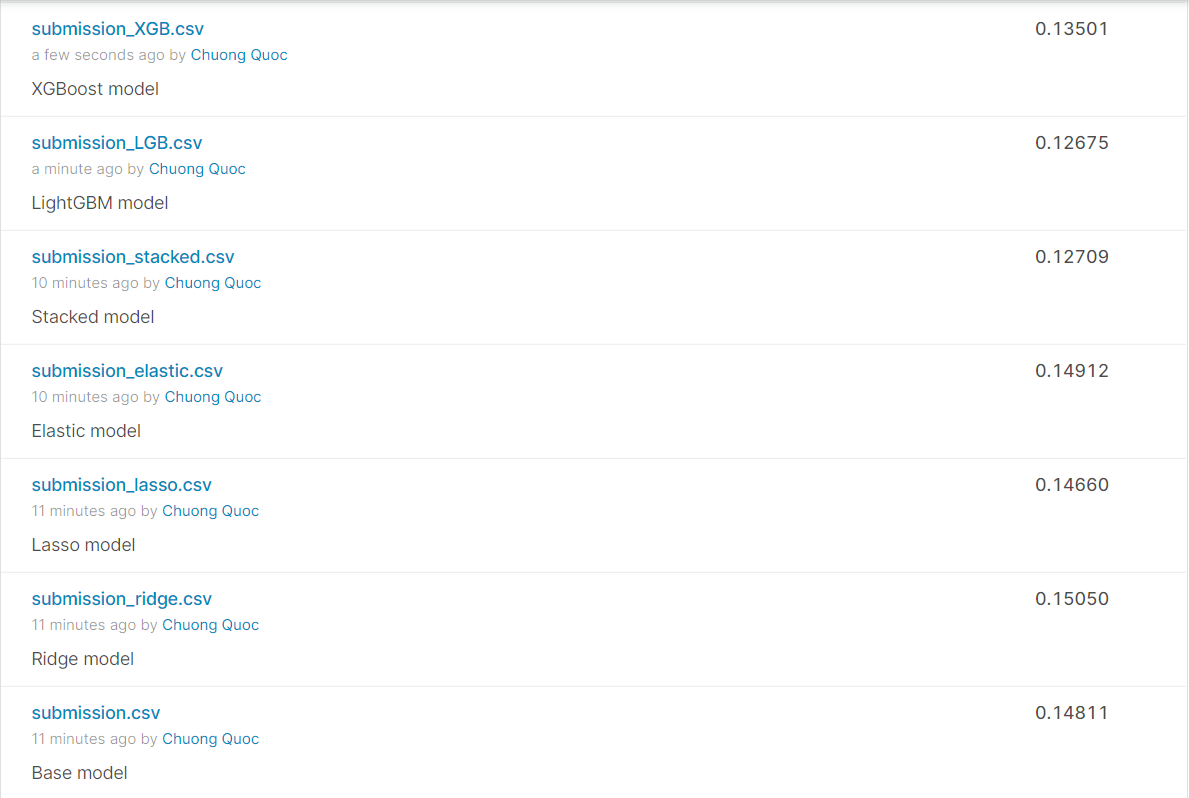 submission_XGB.csv 0.13501
a few seconds ago by Chuong Quoc
XGBoost model
submission_LGB.csv 0.12675
a minute ago by Chuong Quoc
LightGBM model
submission_stacked.csv 0.12709
10 minutes ago by Chuong Quoc
Stacked model
submission_elastic.csv 0.14912
10 minutes ago by Chuong Quoc
Elastic model
submission_lasso.csv 0.14660
11 minutes ago by Chuong Quoc
Lasso model
submission_ridge.csv 0.15050
11 minutes ago by Chuong Quoc
Ridge model
submission.csv 0.14811
11 minutes ago by Chuong Quoc
Base model